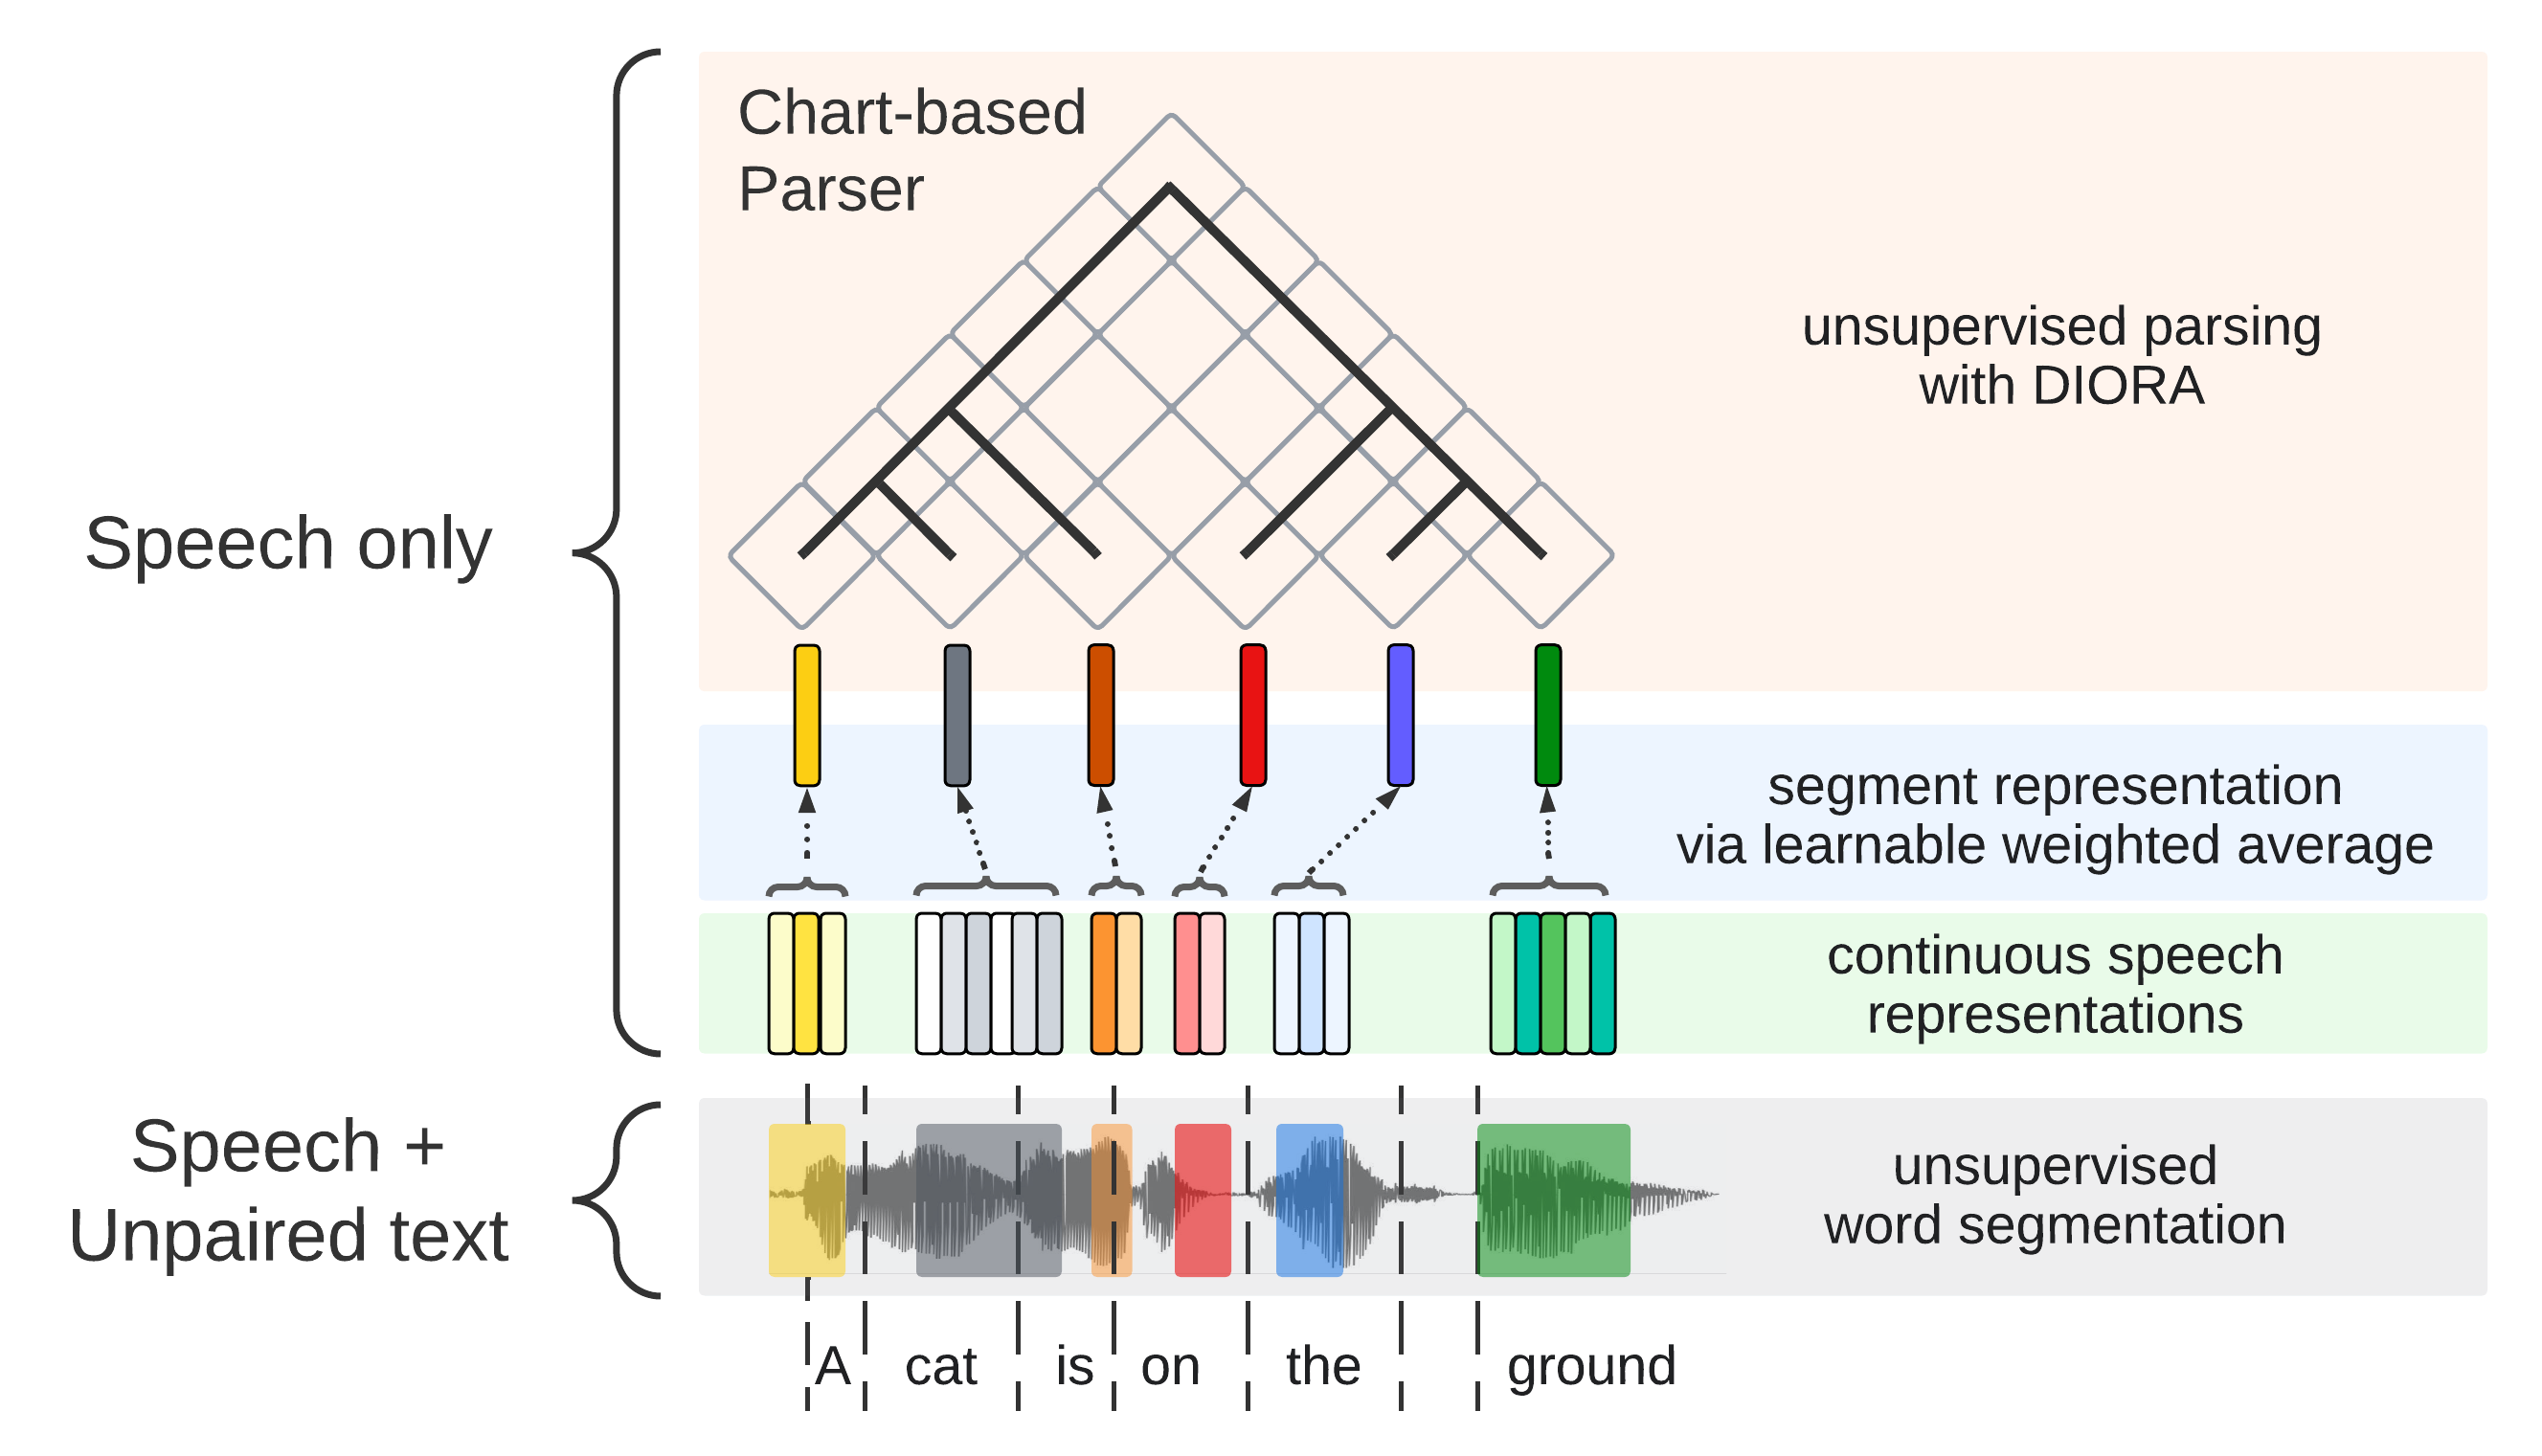 Chart-based
Parser
unsupervised parsing
with DIORA
Speech only
segment representation
via learnable weighted average
continuous speech
representations
Speech +
Unpaired text
unsupervised
word segmentation
A cat is on the ground